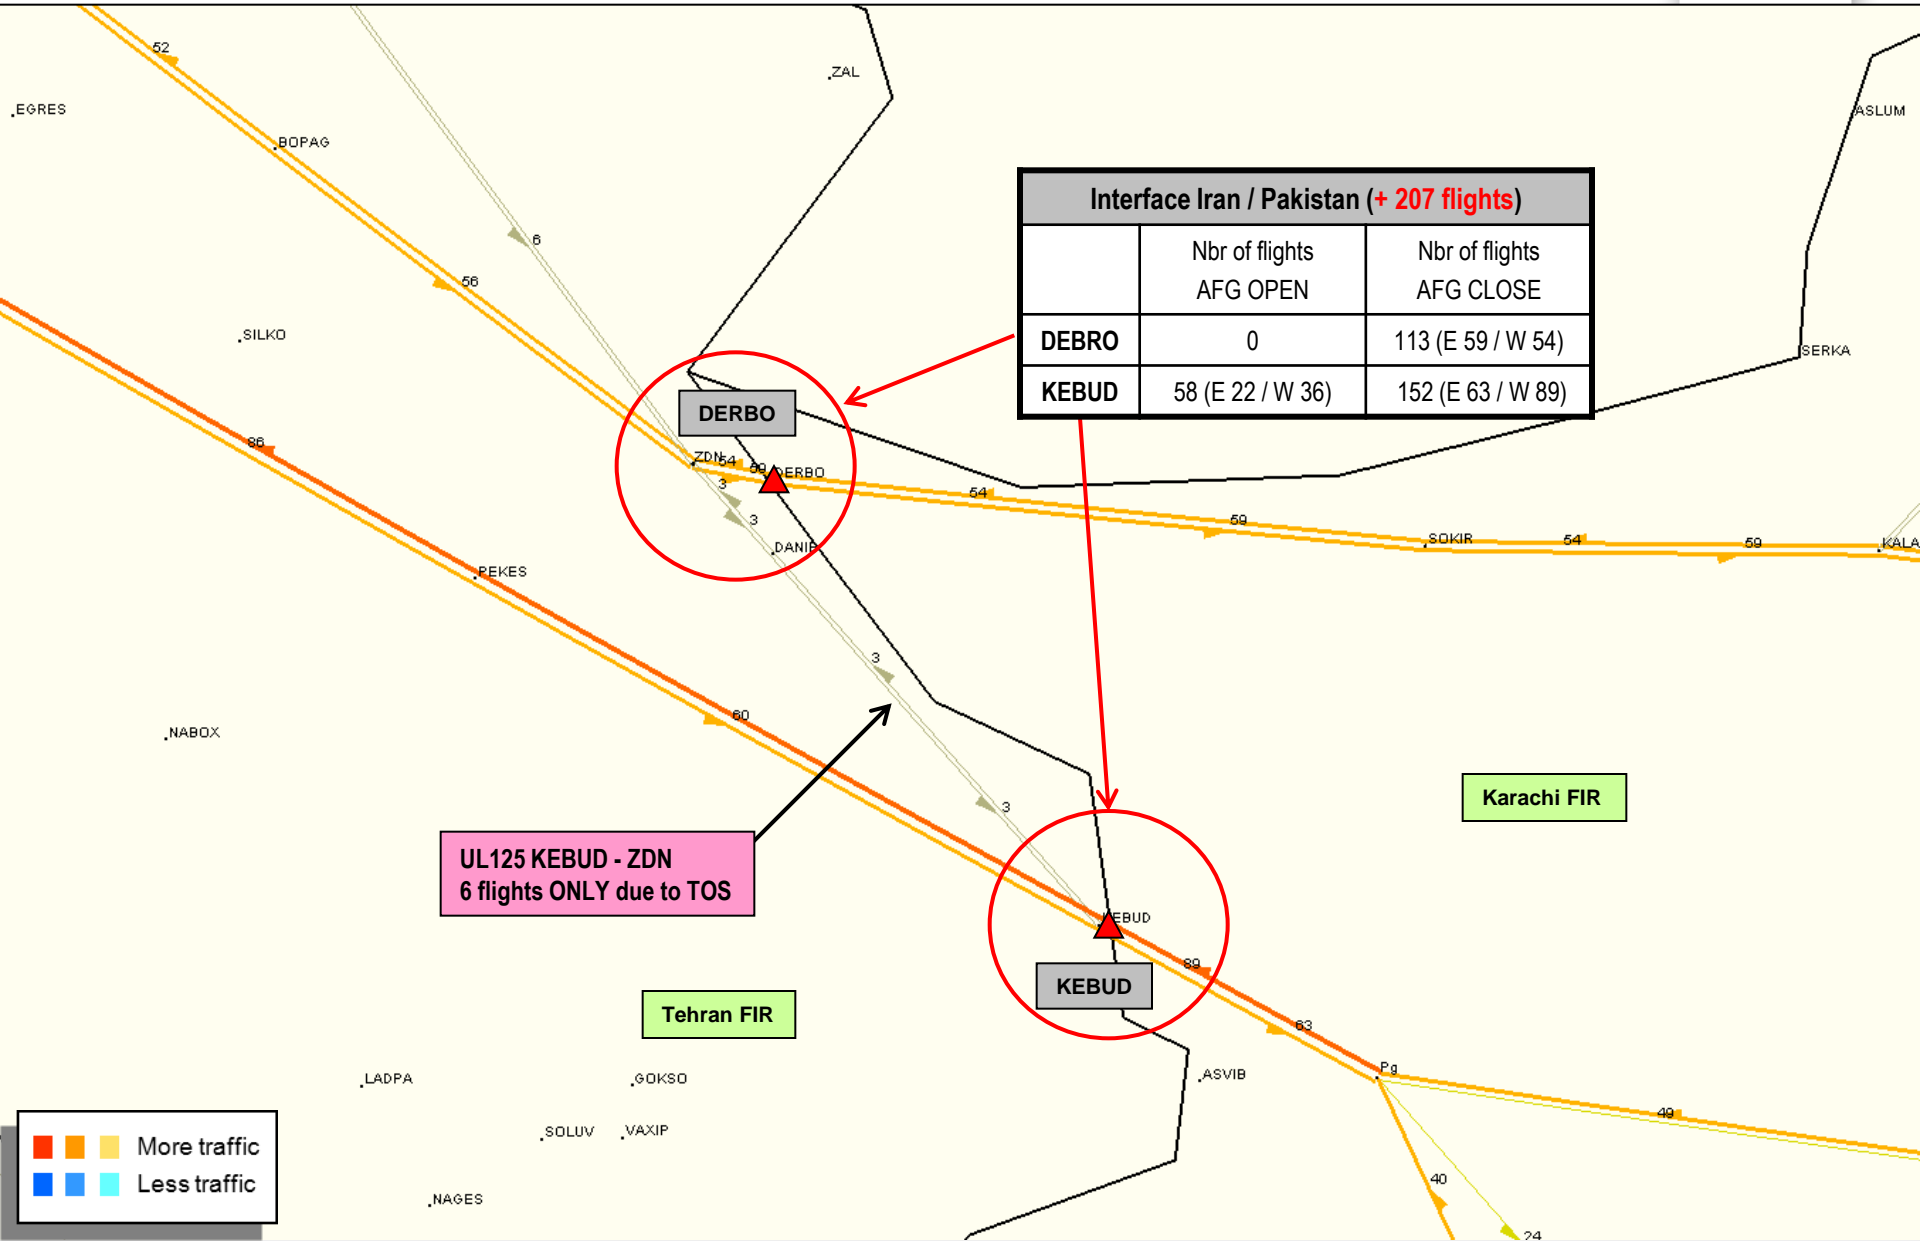 52
.ZAL
.EGRES
ASLUM
.BOPAG
Interface Iran / Pakistan (+ 207 flights)
Nbr of flights
AFG OPEN
Nbr of flights
AFG CLOSE
DEBRO
0
113 (E 59 / W 54)
KEBUD
58 (E 22 / W 36)
152 (E 63 / W 89)
6
56
.SILKO
SERKA
DERBO
86
ZDN
54
59
DERBO
3
54
3
59
SOKIR
54
59
KALA
.DANIB
.PEKES
3
60
.NABOX
3
Karachi FIR
UL125 KEBUD - ZDN
6 flights ONLY due to TOS
KEBUD
89
KEBUD
Tehran FIR
63
Pg
.LADPA
.GOKSO
.ASVIB
49
.SOLUV
.VAXIP
More traffic
Less traffic
.NAGES
40
24